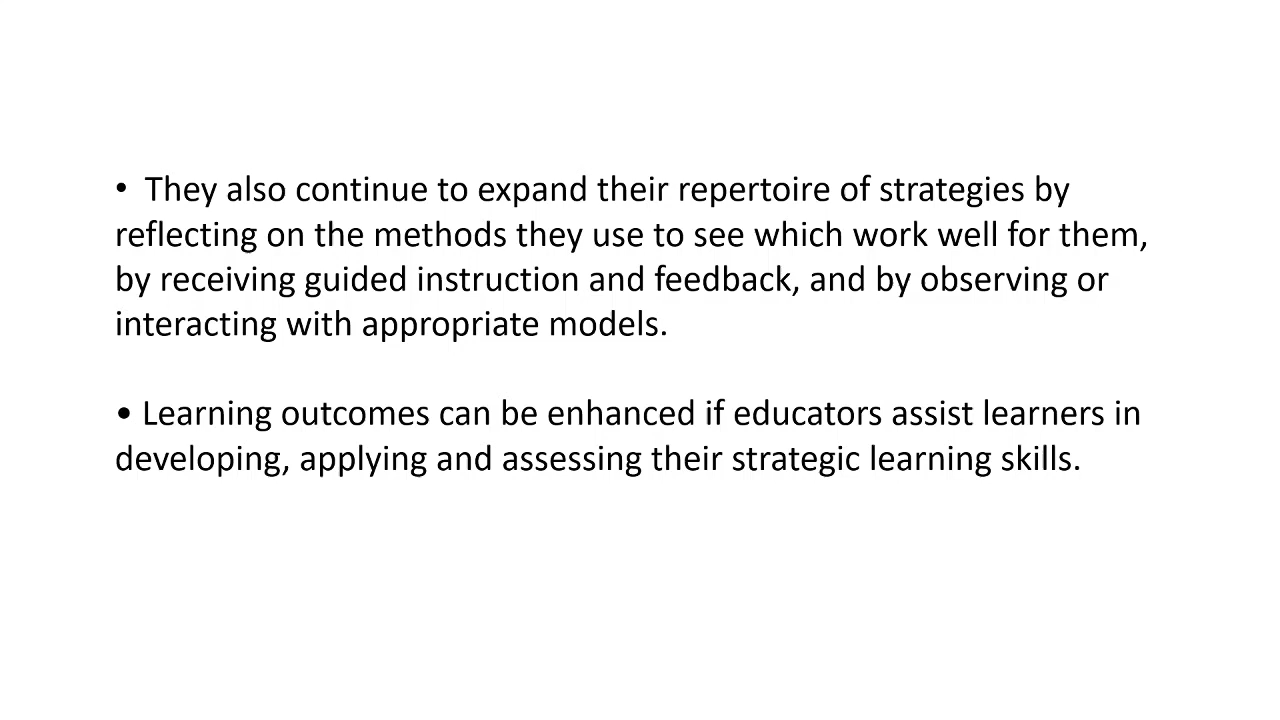 • They also continue to expand their repertoire of strategies by
reflecting on the methods they use to see which work well for them,
by receiving guided instruction and feedback, and by observing or
interacting with appropriate models.
• Learning outcomes can be enhanced if educators assist learners in
developing, applying and assessing their strategic learning skills.